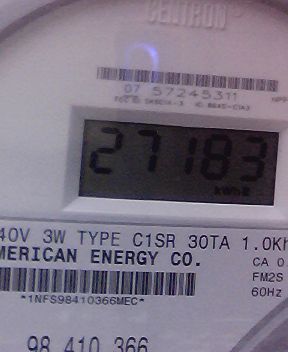 CENTRON
07 57245311
27183
kWh
40V 3W TYPE C1SR 30TA 1.0Kh
MERICAN ENERGY CO.
CA 0.
FM2S
60Hz
*1NFS98410366MEC*
98 410 366